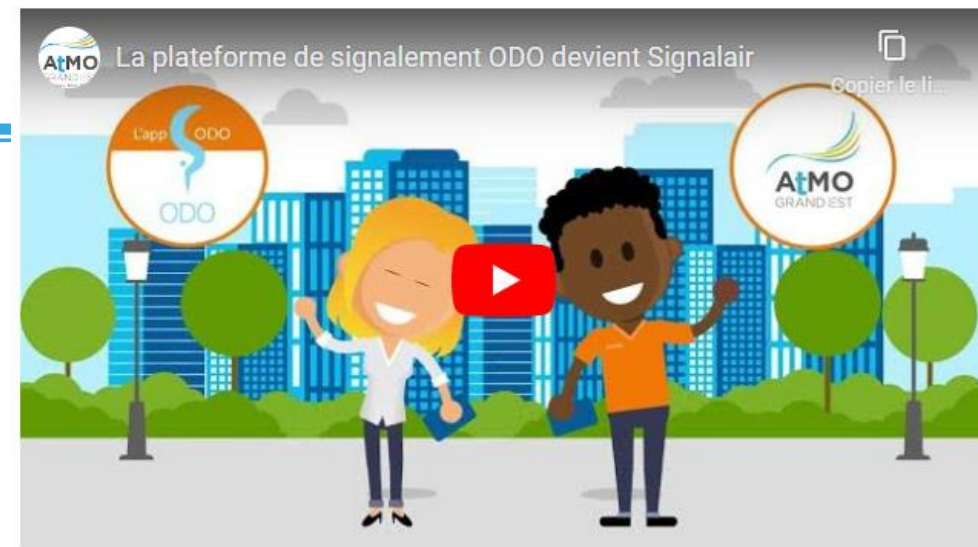 AtMO
GRAND EST
La plateforme de signalement ODO devient Signalair
Copier le li...
L'app ODO
ODO
AtMO
GRAND EST